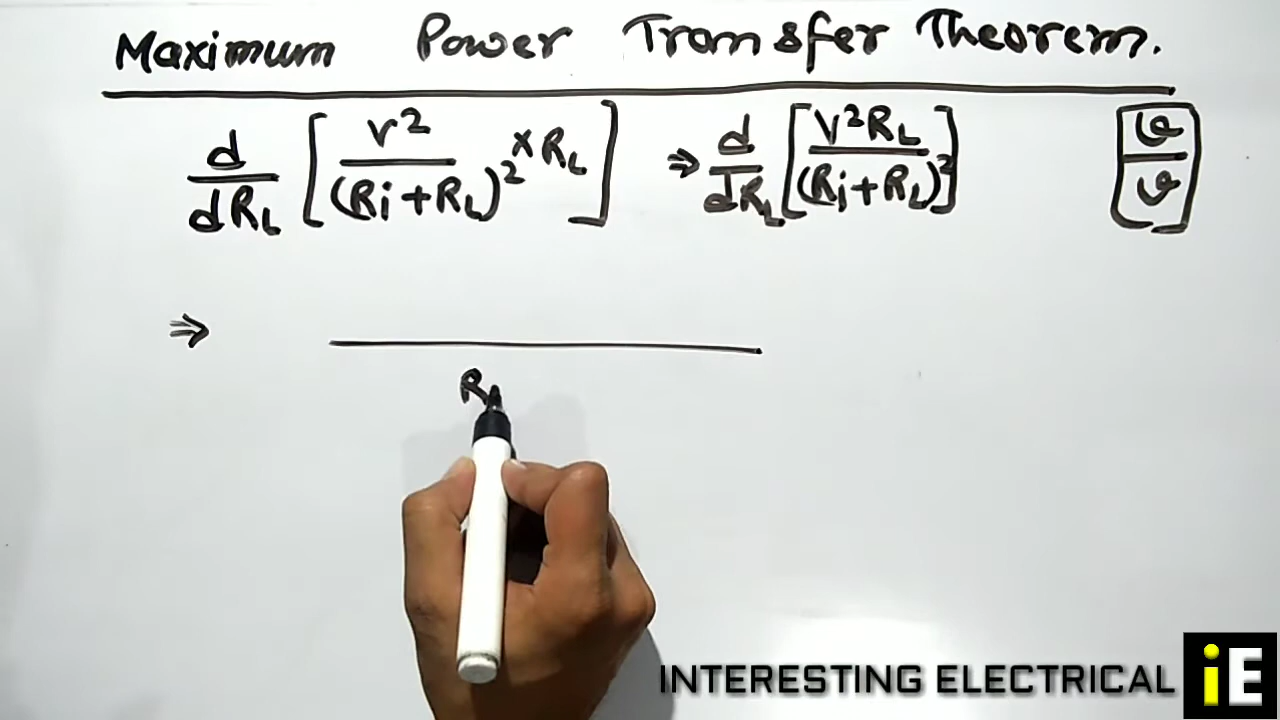 Maximum Power Transfer Theorem.
d/dRL [V²/(Ri+RL)² × RL] ⇒ d/dRL [V²RL/(Ri+RL)²]
⇒
R
INTERESTING ELECTRICAL iE